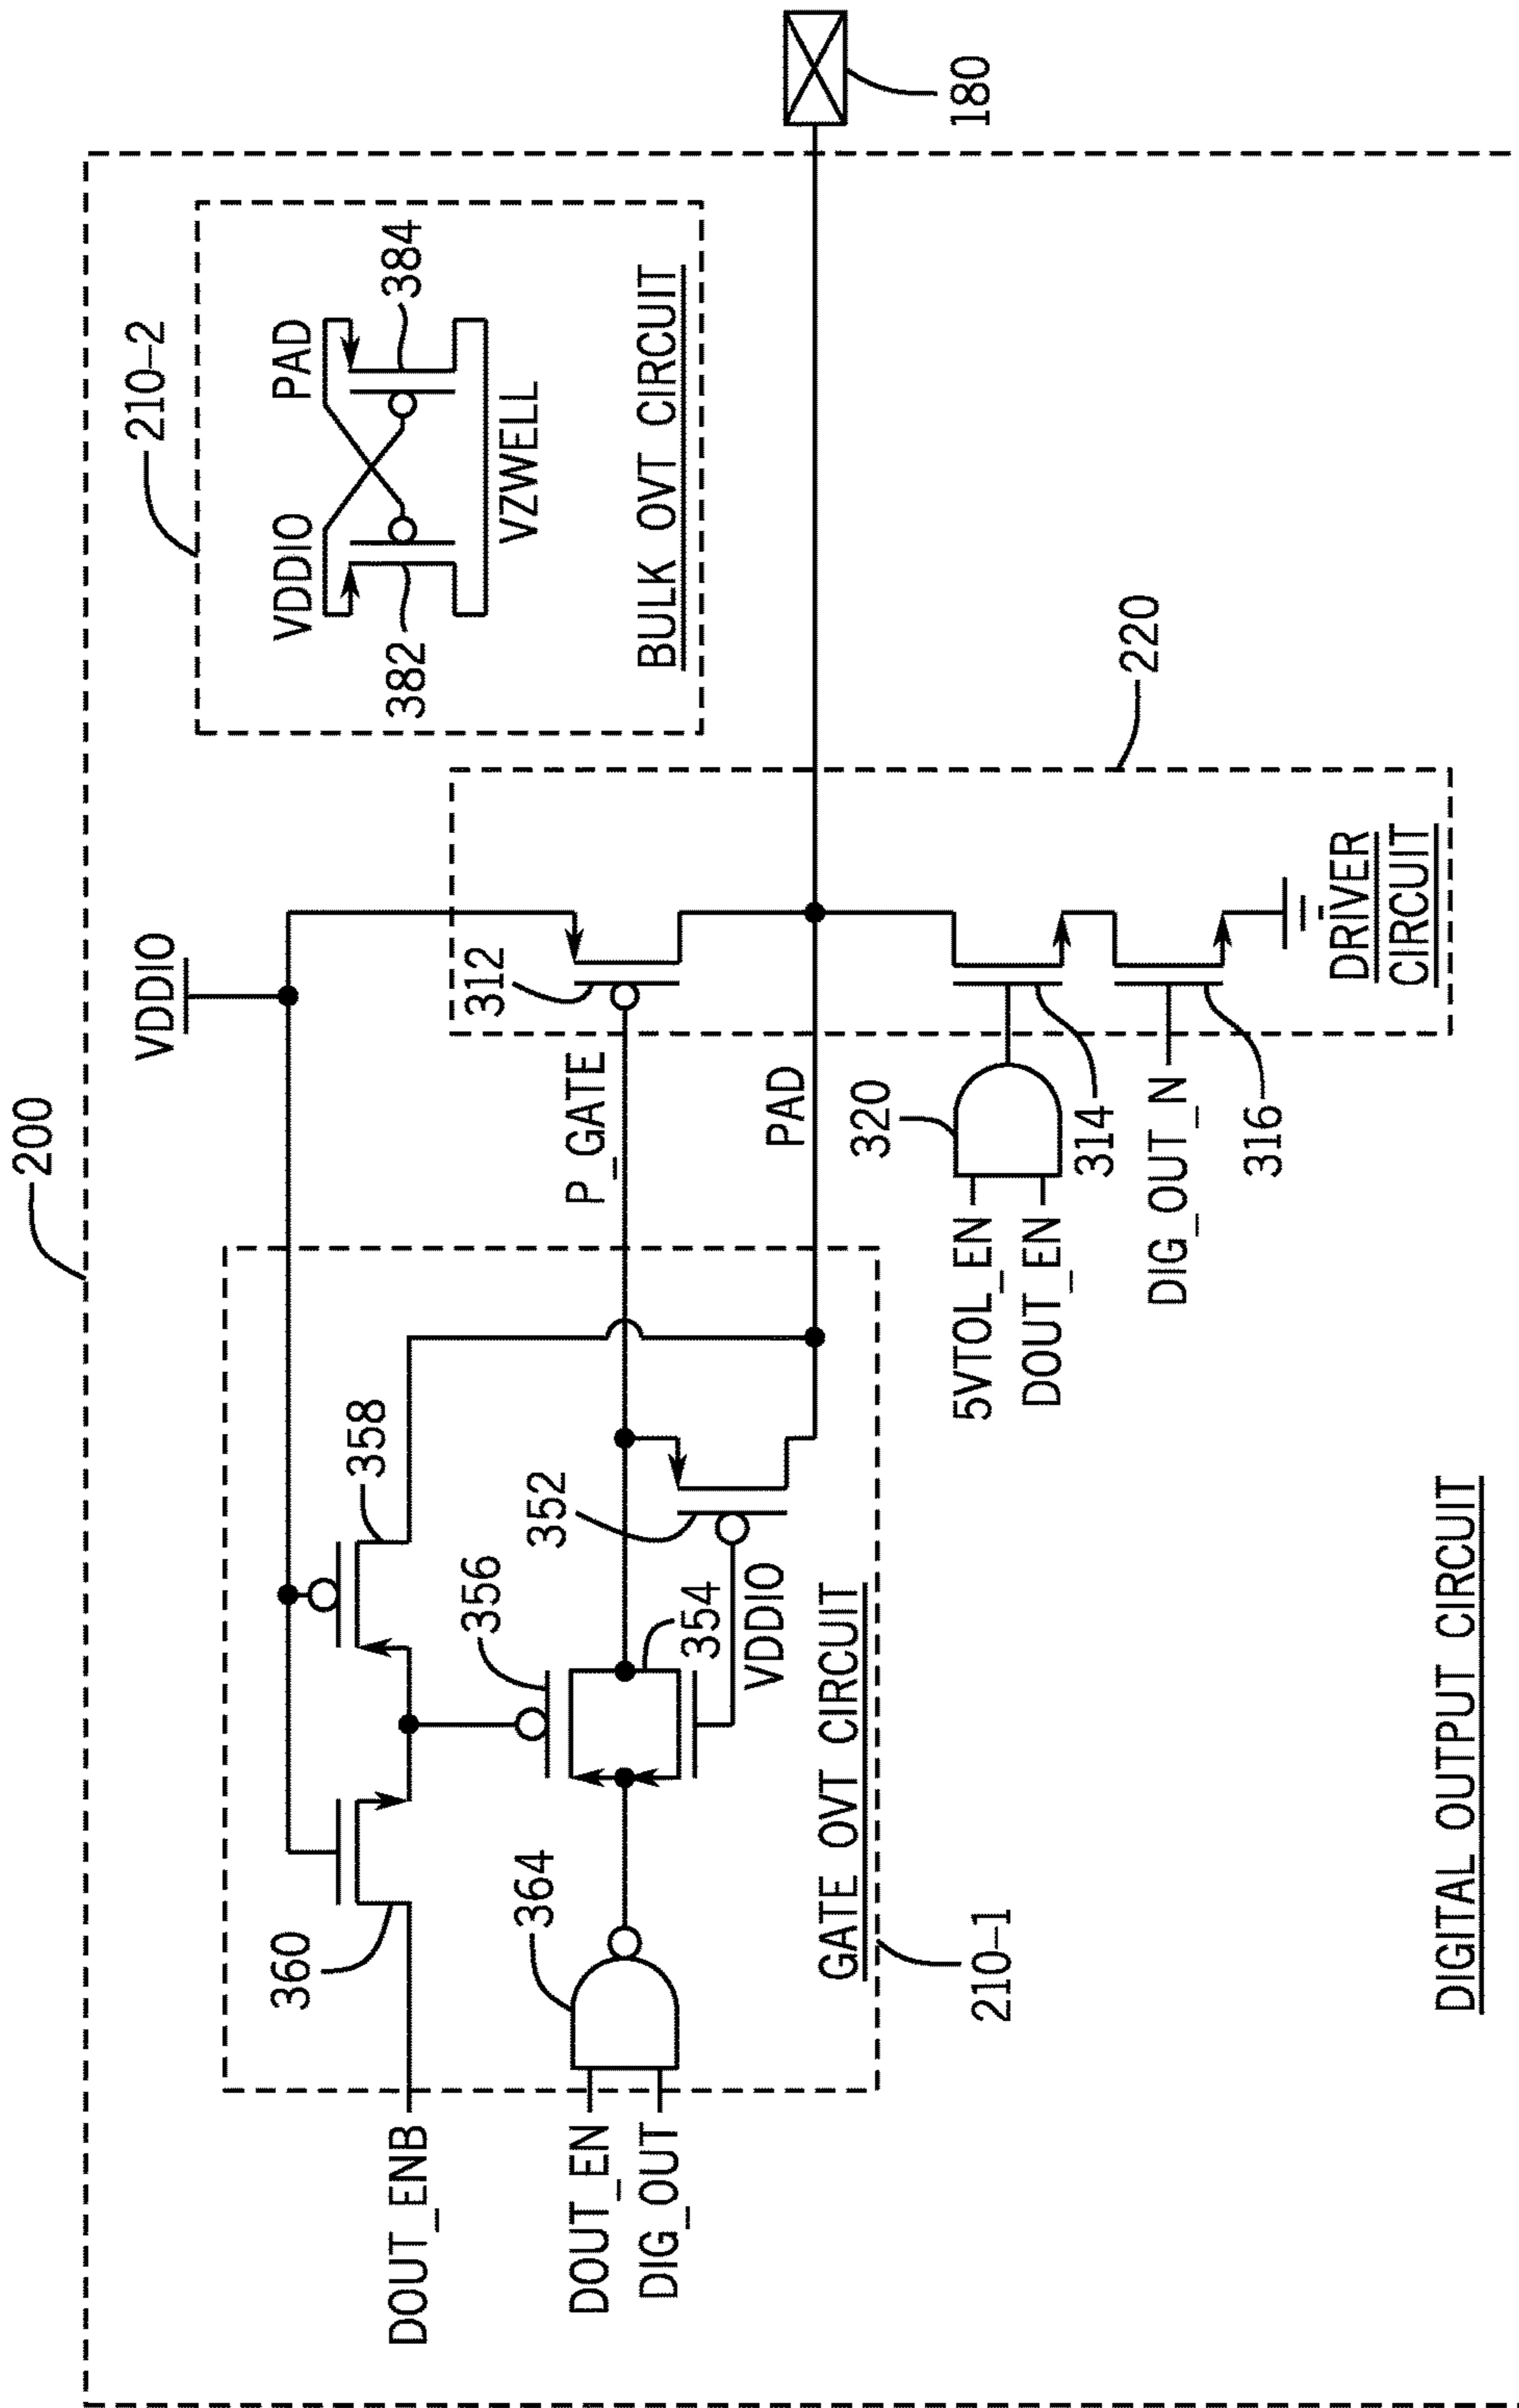 200
VDDIO
210-2
VDDIO
PAD
382
384
VZWELL
BULK OVT CIRCUIT
360
358
DOUT_ENB
356
P_GATE
312
364
352
354
DOUT_EN
DIG_OUT
VDDIO
PAD
180
GATE OVT CIRCUIT
210-1
320
5VTOL_EN
DOUT_EN
314
220
DIG_OUT_N
316
DRIVER
CIRCUIT
DIGITAL OUTPUT CIRCUIT